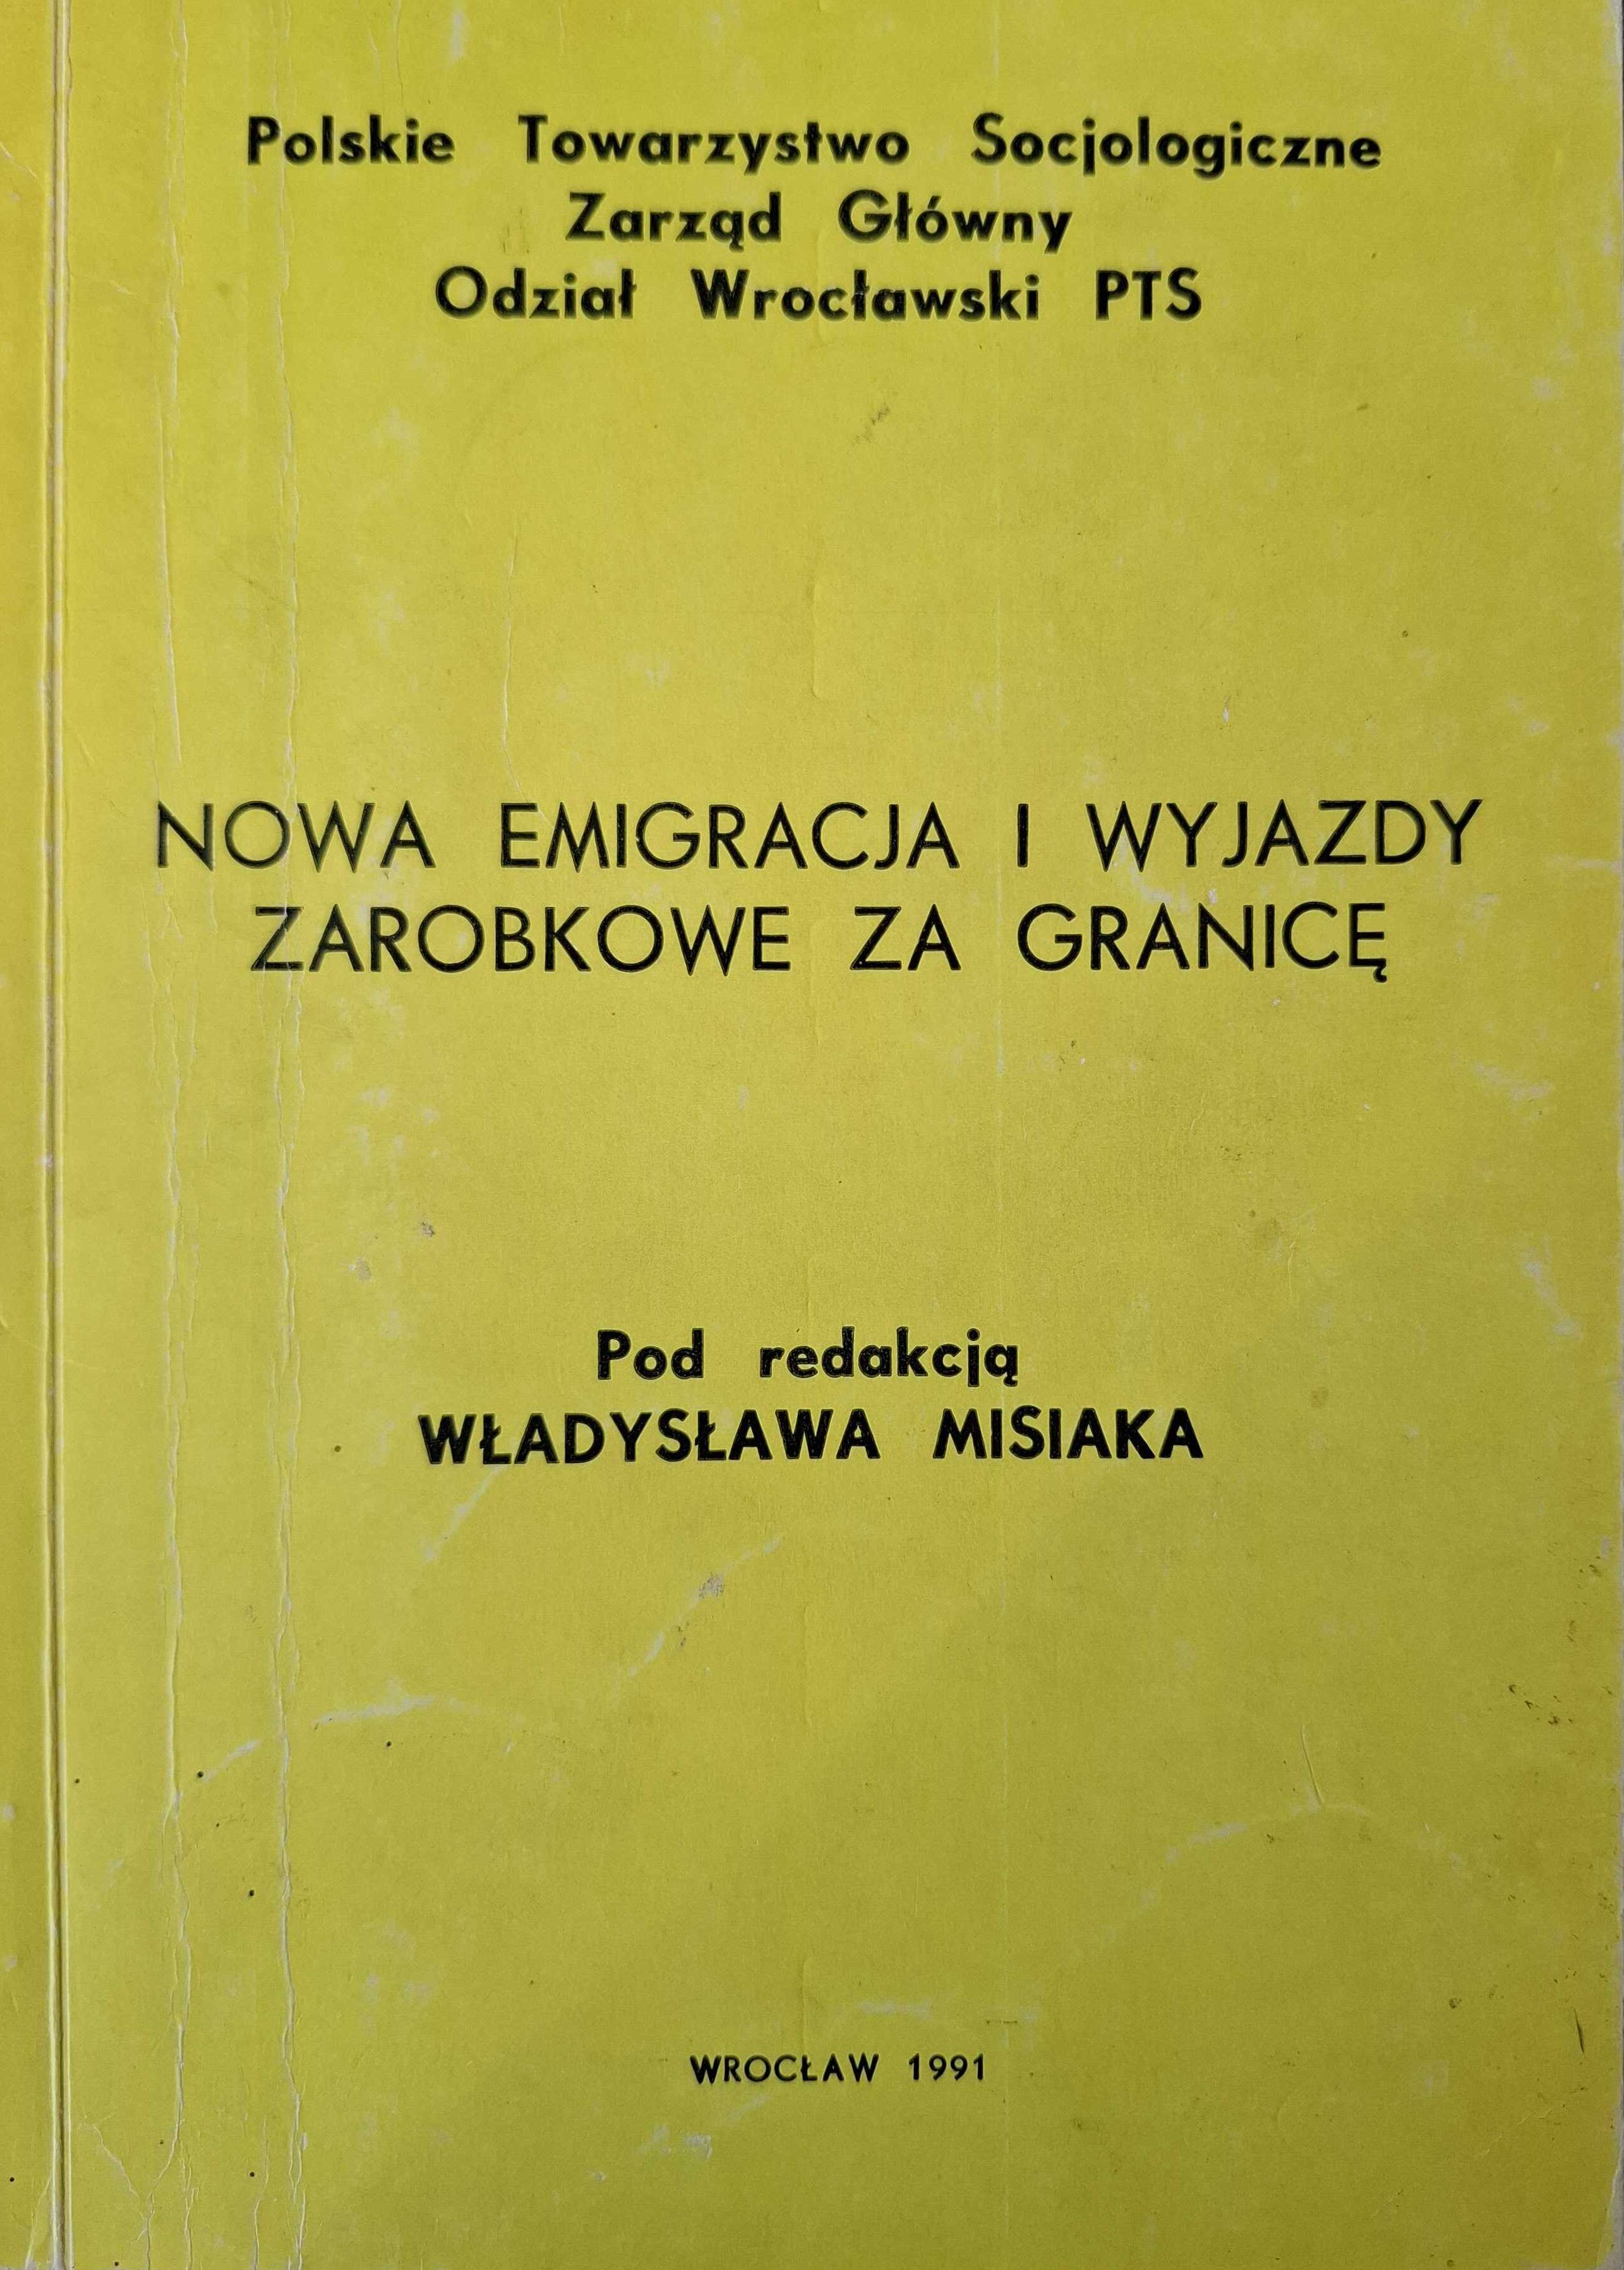 Polskie Towarzystwo Socjologiczne
Zarząd Główny
Odział Wrocławski PTS
NOWA EMIGRACJA I WYJAZDY
ZAROBKOWE ZA GRANICĘ
Pod redakcją
WŁADYSŁAWA MISIAKA
WROCŁAW 1991